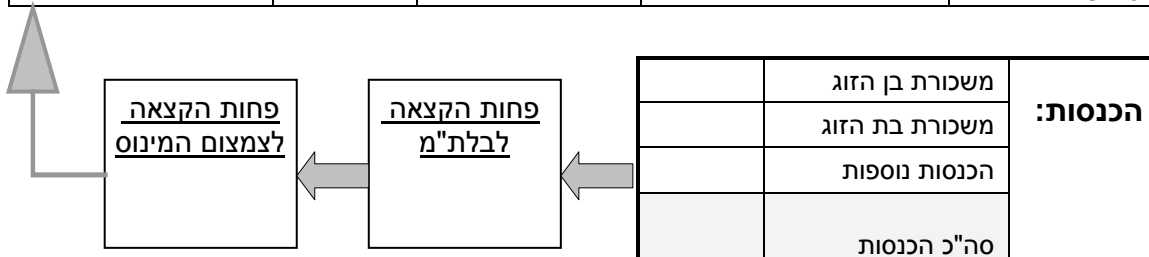 הכנסות:
משכורת בן הזוג
משכורת בת הזוג
הכנסות נוספות
סה"כ הכנסות
פחות הקצאה
לבלת"מ
פחות הקצאה
לצמצום המינוס